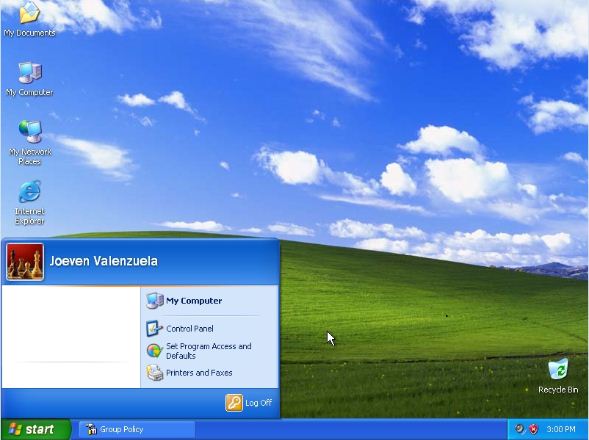 My Documents
My Computer
My Network
Places
Internet
Explorer
Joeven Valenzuela
My Computer
Control Panel
Set Program Access and
Defaults
Printers and Faxes
Log Off
Recycle Bin
start
Group Policy
3:00 PM